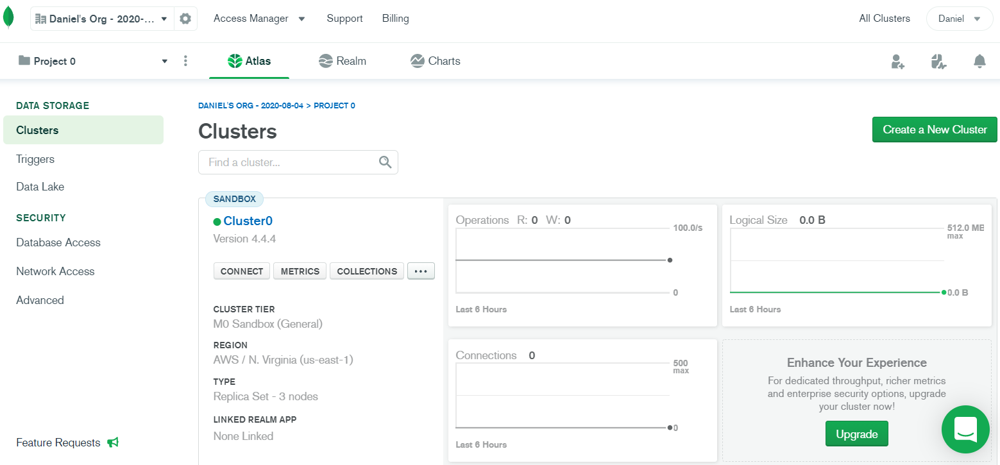 Daniel's Org - 2020-...
Access Manager
Support
Billing
All Clusters
Daniel
Project 0
Atlas
Realm
Charts
DATA STORAGE
Clusters
Triggers
Data Lake
SECURITY
Database Access
Network Access
Advanced
Feature Requests
DANIEL'S ORG - 2020-08-04 > PROJECT 0
Clusters
Create a New Cluster
Find a cluster...
SANDBOX
Cluster0
Version 4.4.4
CONNECT
METRICS
COLLECTIONS
CLUSTER TIER
M0 Sandbox (General)
REGION
AWS / N. Virginia (us-east-1)
TYPE
Replica Set - 3 nodes
LINKED REALM APP
None Linked
Operations R: 0 W: 0
100.0/s
0
Last 6 Hours
Logical Size 0.0 B
512.0 MB
max
0.0 B
Last 6 Hours
Connections 0
500
max
0
Last 6 Hours
Enhance Your Experience
For dedicated throughput, richer metrics
and enterprise security options, upgrade
your cluster now!
Upgrade